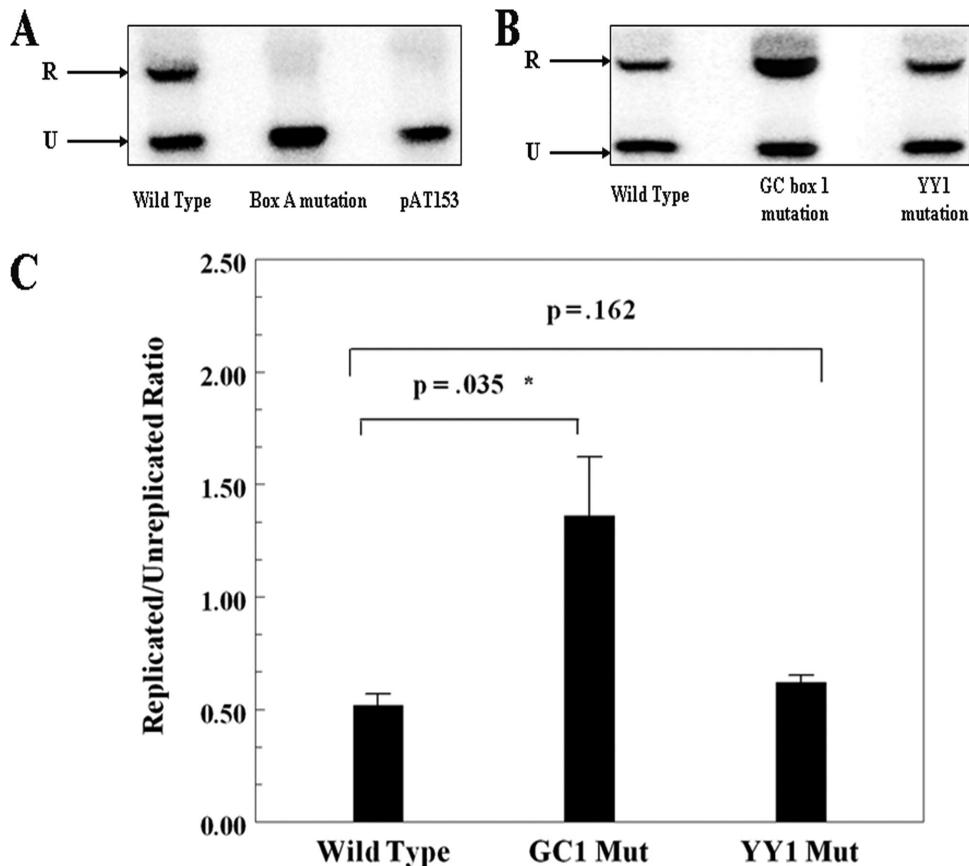 A
R
U
Wild Type
Box A mutation
pAT153
B
R
U
Wild Type
GC box 1
mutation
YY1
mutation
C
Replicated/Unreplicated Ratio
2.50
2.00
1.50
1.00
0.50
0.00
p = .162
p = .035 *
Wild Type
GC1 Mut
YY1 Mut